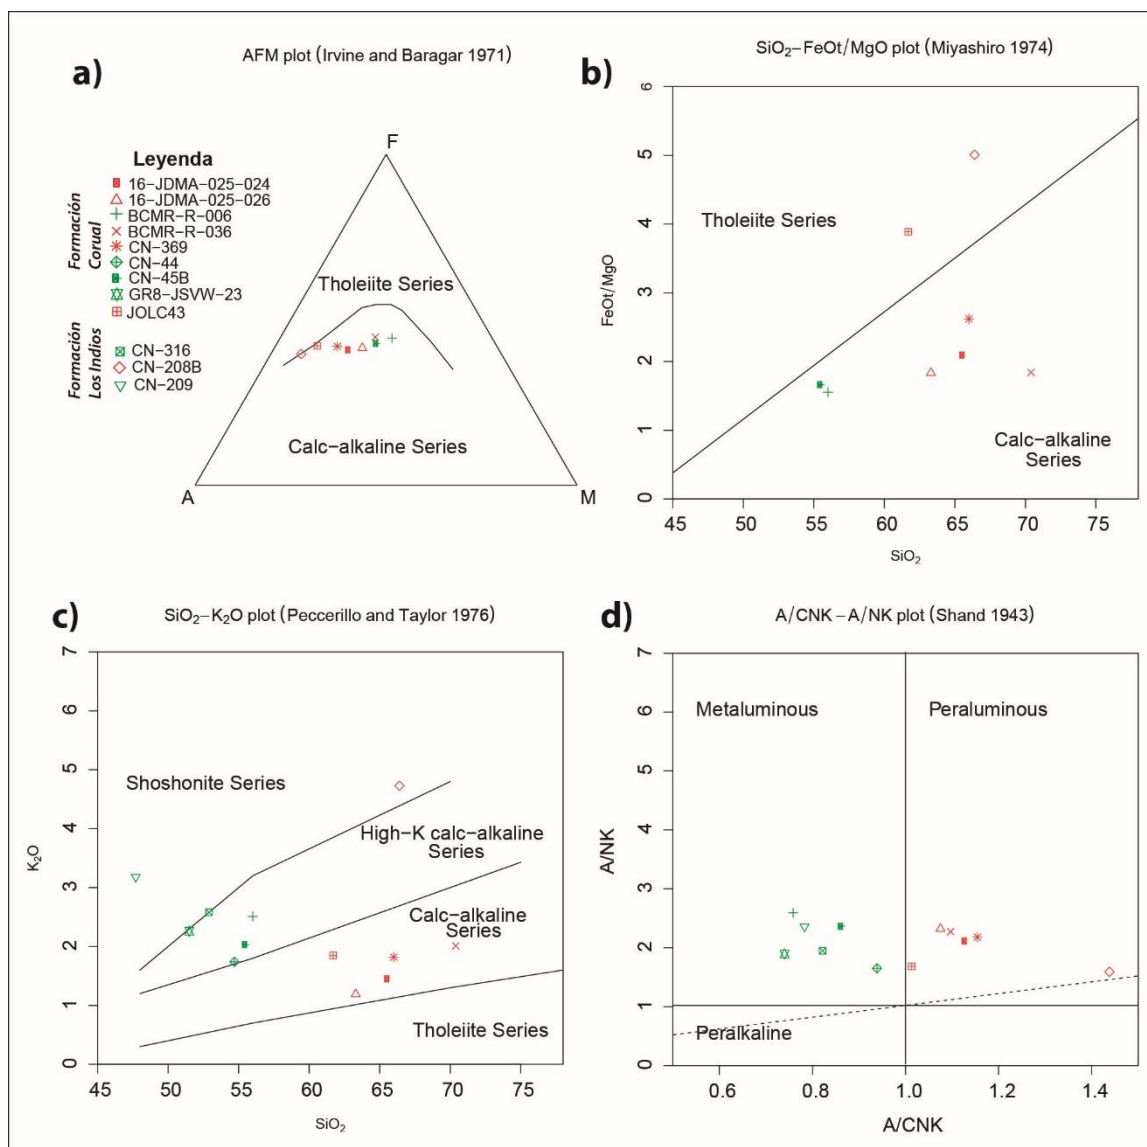 a)
AFM plot (Irvine and Baragar 1971)
F
Leyenda
Formación
Corual
16-JDMA-025-024
16-JDMA-025-026
BCMR-R-006
BCMR-R-036
CN-369
CN-44
CN-45B
GR8-JSVW-23
JOLC43
Formación
Los Indios
CN-316
CN-208B
CN-209
Tholeiite Series
Calc-alkaline Series
A
M
b)
SiO₂-FeOt/MgO plot (Miyashiro 1974)
FeOt/MgO
6
5
4
3
2
1
0
Tholeiite Series
Calc-alkaline
Series
45 50 55 60 65 70 75
SiO₂
c)
SiO₂-K₂O plot (Peccerillo and Taylor 1976)
K₂O
7
6
5
4
3
2
1
0
Shoshonite Series
High-K calc-alkaline
Series
Calc-alkaline
Series
Tholeiite Series
45 50 55 60 65 70 75
SiO₂
d)
A/CNK-A/NK plot (Shand 1943)
A/NK
7
6
5
4
3
2
1
0
Metaluminous
Peraluminous
Peralkaline
0.6 0.8 1.0 1.2 1.4
A/CNK